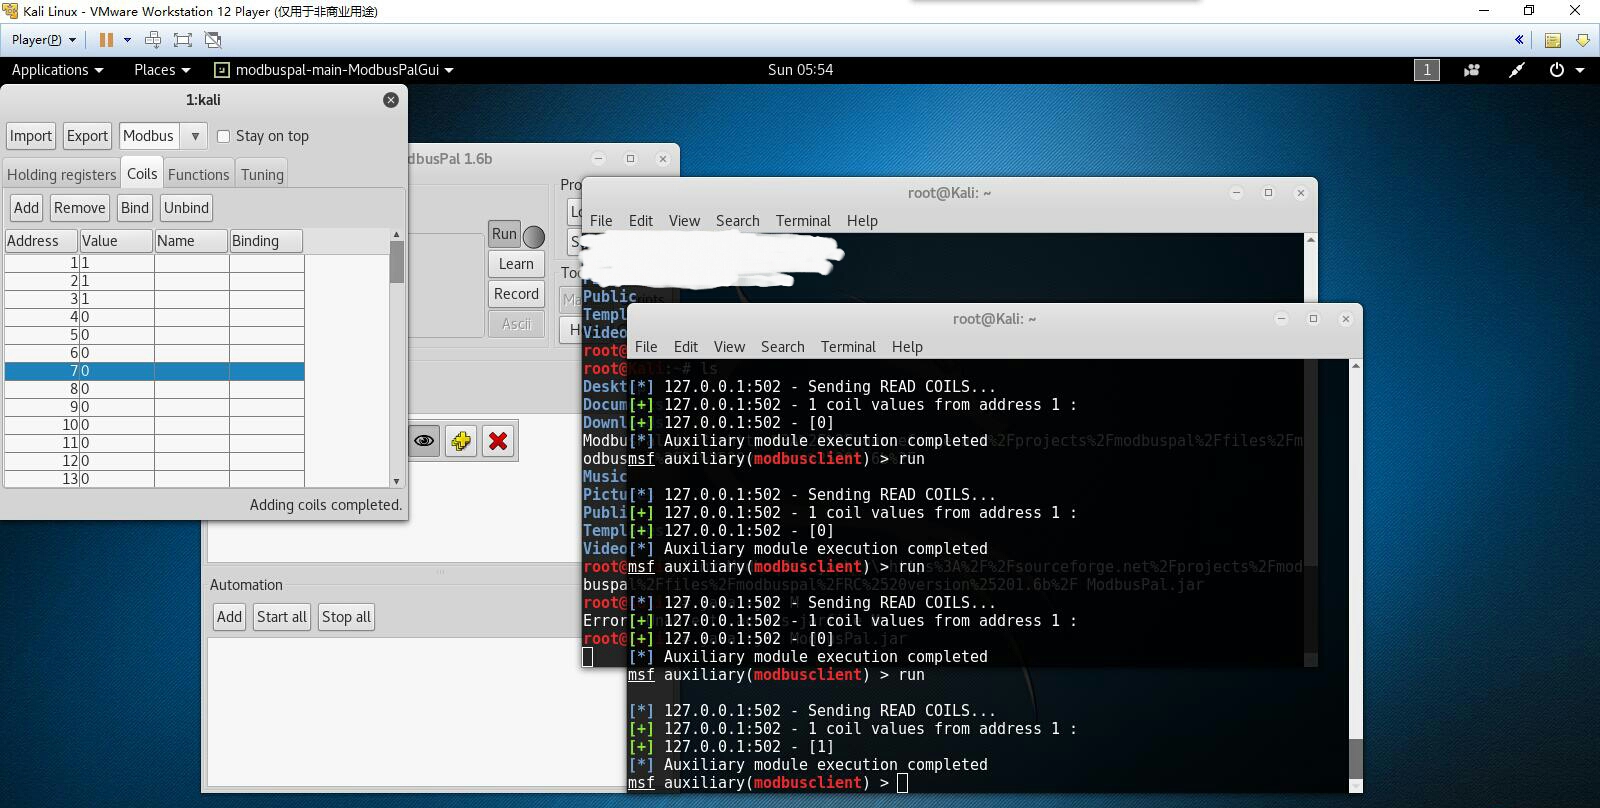 Kali Linux - VMware Workstation 12 Player (仅用于非商业用途)
Player(P)
Applications Places modbuspal-main-ModbusPalGui Sun 05:54 1
1:kali
Import Export Modbus Stay on top
Holding registers Coils Functions Tuning
Add Remove Bind Unbind
Address Value Name Binding
1 1
2 1
3 1
4 0
5 0
6 0
7 0
8 0
9 0
10 0
11 0
12 0
13 0
Adding coils completed.
dbusPal 1.6b
Pro
Run
Learn
Record
Ascii
Automation
Add Start all Stop all
root@Kali: ~
File Edit View Search Terminal Help
Public
Templ
Video
root@
root@Kali:~# ls
Deskt
Docum
Downl
Modbu
odbus
Music
Pictu
Publi
Templ
Video
root@
buspal%2Ffiles%2Fmodbuspal%2FRC%2520version%25201.6b%2F ModbusPal.jar
root@
Error
root@
root@Kali: ~
File Edit View Search Terminal Help
[*] 127.0.0.1:502 - Sending READ COILS...
[+] 127.0.0.1:502 - 1 coil values from address 1 :
[+] 127.0.0.1:502 - [0]
[*] Auxiliary module execution completed
msf auxiliary(modbusclient) > run
[*] 127.0.0.1:502 - Sending READ COILS...
[+] 127.0.0.1:502 - 1 coil values from address 1 :
[+] 127.0.0.1:502 - [0]
[*] Auxiliary module execution completed
msf auxiliary(modbusclient) > run
[*] 127.0.0.1:502 - Sending READ COILS...
[+] 127.0.0.1:502 - 1 coil values from address 1 :
[+] 127.0.0.1:502 - [0]
[*] Auxiliary module execution completed
msf auxiliary(modbusclient) > run
[*] 127.0.0.1:502 - Sending READ COILS...
[+] 127.0.0.1:502 - 1 coil values from address 1 :
[+] 127.0.0.1:502 - [1]
[*] Auxiliary module execution completed
msf auxiliary(modbusclient) >